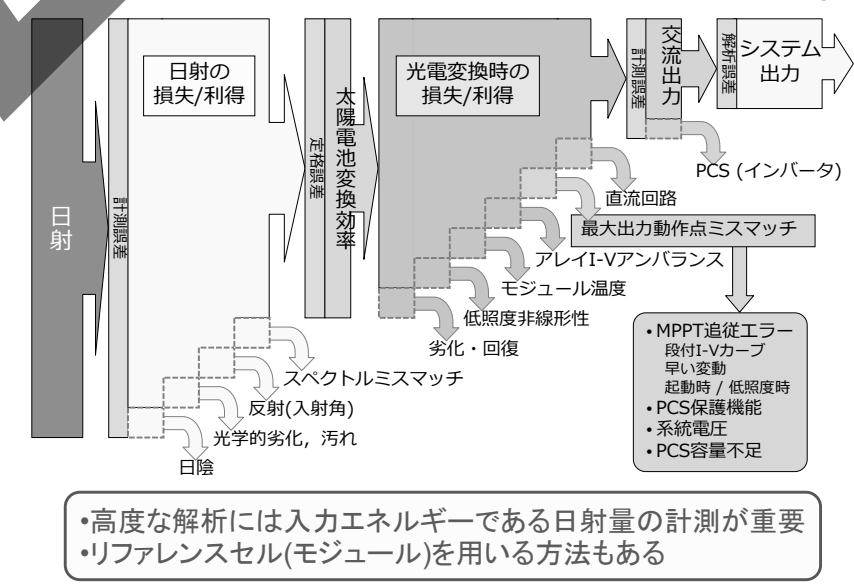 日射
計測誤差
日射の
損失/利得
日陰
光学的劣化，汚れ
反射(入射角)
スペクトルミスマッチ
定格誤差
太陽電池変換効率
光電変換時の
損失/利得
劣化・回復
低照度非線形性
モジュール温度
アレイI-Vアンバランス
最大出力動作点ミスマッチ
直流回路
計測誤差
交流出力
PCS (インバータ)
解析誤差
システム
出力
•MPPT追従エラー
段付I-Vカーブ
早い変動
起動時 / 低照度時
•PCS保護機能
•系統電圧
•PCS容量不足
•高度な解析には入力エネルギーである日射量の計測が重要
•リファレンスセル(モジュール)を用いる方法もある